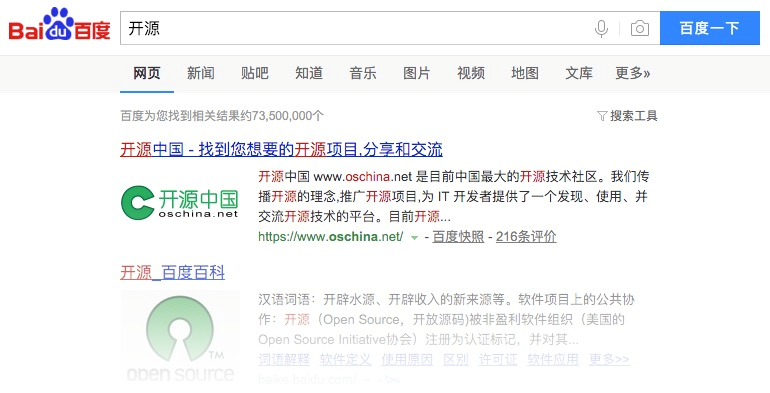 Bai du 百度
开源
百度一下
网页 新闻 贴吧 知道 音乐 图片 视频 地图 文库 更多»
百度为您找到相关结果约73,500,000个
搜索工具
开源中国 - 找到您想要的开源项目,分享和交流
开源中国
oschina.net
开源中国 www.oschina.net 是目前中国最大的开源技术社区。我们传
播开源的理念,推广开源项目,为 IT 开发者提供了一个发现、使用、并
交流开源技术的平台。目前开源...
https://www.oschina.net/ - 百度快照 - 216条评价
开源_百度百科
TM
open source
汉语词语：开辟水源、开辟收入的新来源等。软件项目上的公共协
作：开源（Open Source，开放源码)被非盈利软件组织（美国的
Open Source Initiative协会）注册为认证标记，并对其...
词语解释 软件定义 使用原因 区别 许可证 软件应用 更多>>
baike.baidu.com/